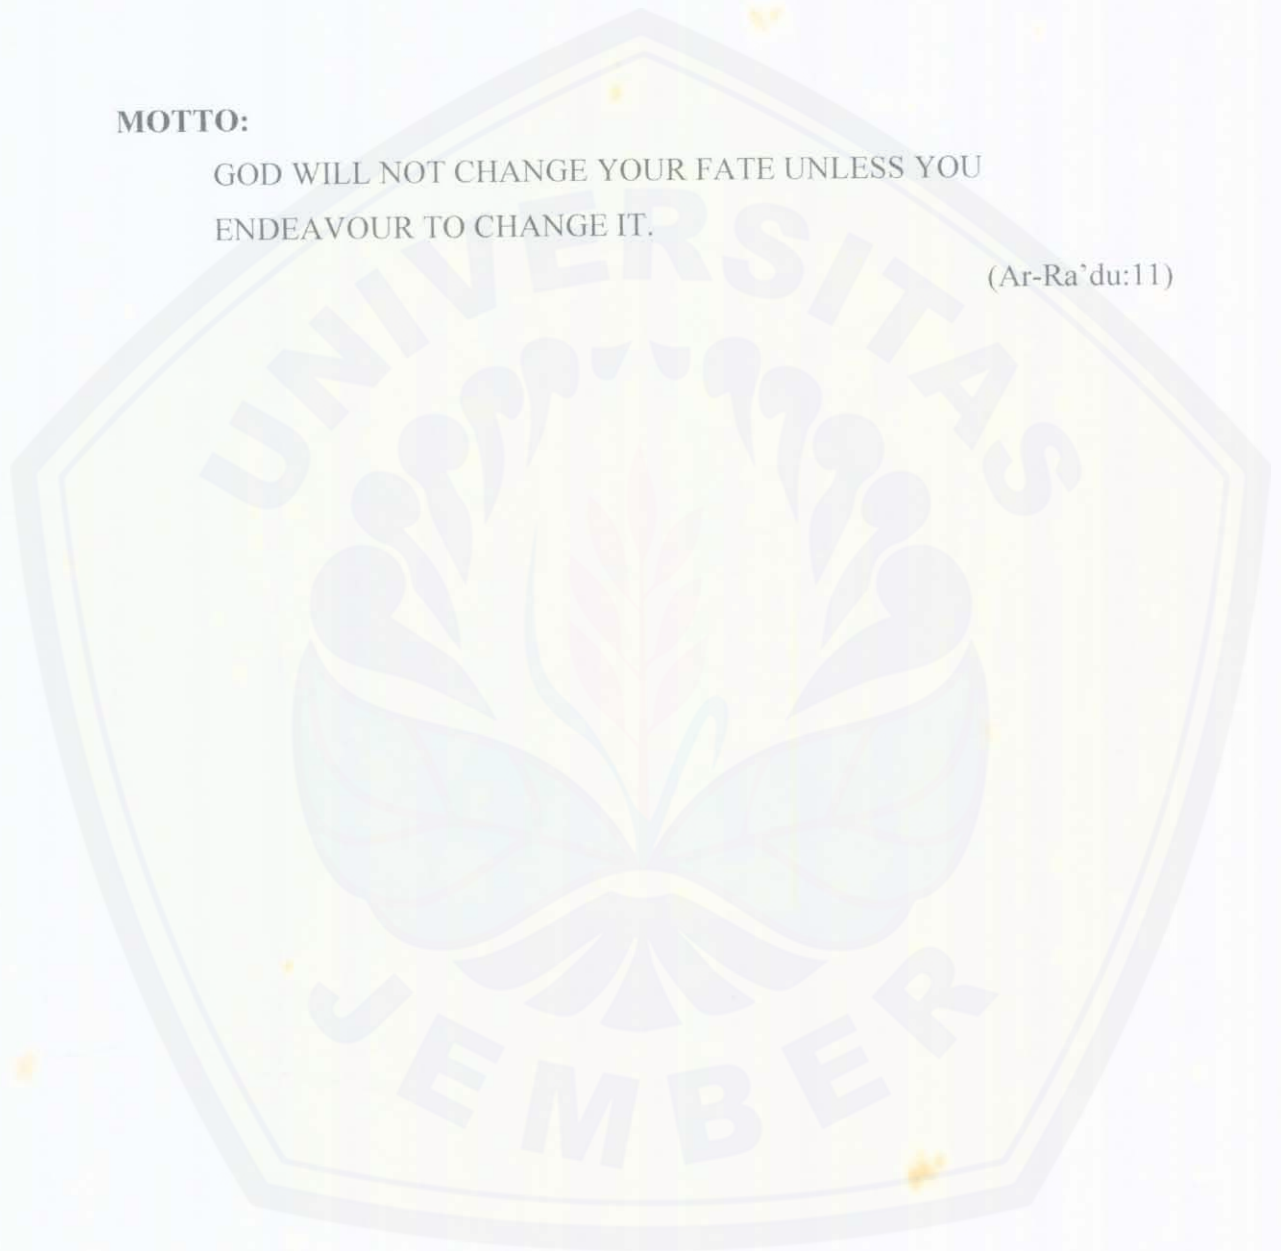 MOTTO:
GOD WILL NOT CHANGE YOUR FATE UNLESS YOU
ENDEAVOUR TO CHANGE IT.
(Ar-Ra'du:11)
UNIVERSITAS
JEMBER